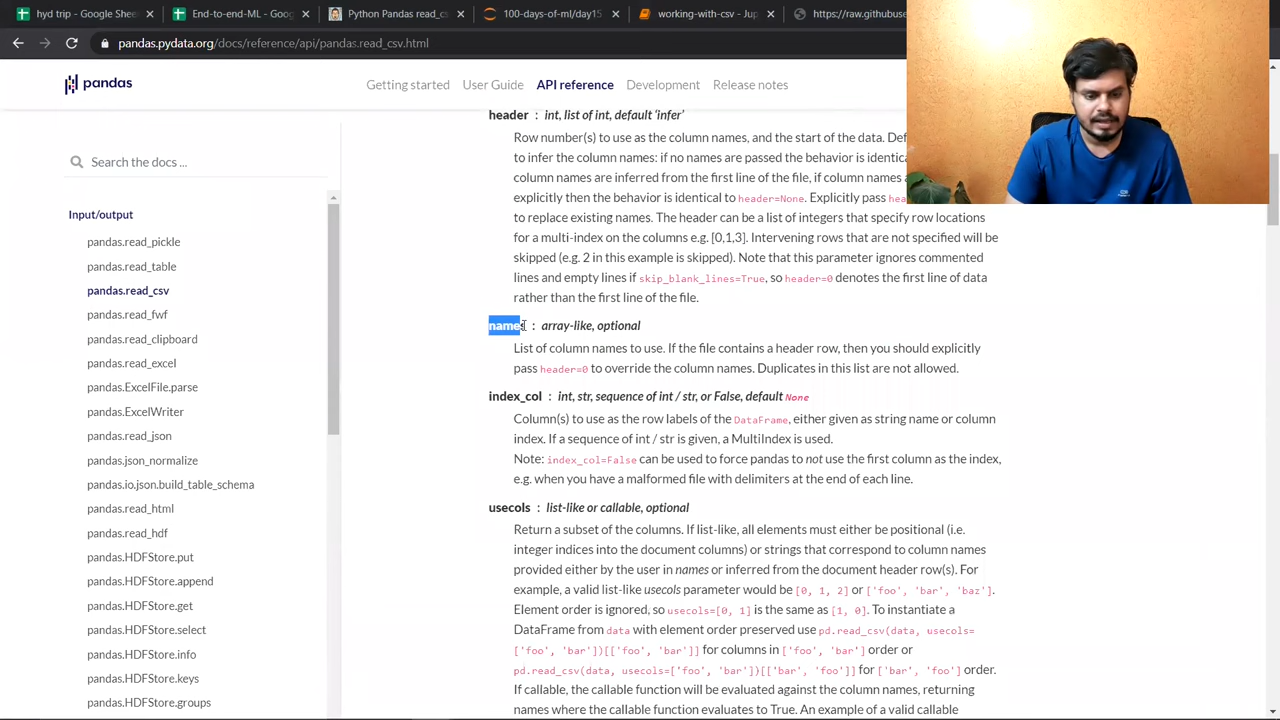 hyd trip - Google
Pand-to-end-ML - Goog
Python Pandas read_cs
100-days-of-ml/day15
working-with-csv - Jup
https://raw.githubuse
pandas.pydata.org/docs/reference/api/pandas.read_csv.html
pandas
Getting started
User Guide
API reference
Development
Release notes
Search the docs ...
Input/output
pandas.read_pickle
pandas.read_table
pandas.read_csv
pandas.read_fwf
pandas.read_clipboard
pandas.read_excel
pandas.ExcelFile.parse
pandas.ExcelWriter
pandas.read_json
pandas.json_normalize
pandas.io.json.build_table_schema
pandas.read_html
pandas.read_hdf
pandas.HDFStore.put
pandas.HDFStore.append
pandas.HDFStore.get
pandas.HDFStore.select
pandas.HDFStore.info
pandas.HDFStore.keys
pandas.HDFStore.groups
header : int, list of int, default ‘infer’
Row number(s) to use as the column names, and the start of the data.
to infer the column names: if no names are passed the behavior is
column names are inferred from the first line of the file, if column names
explicitly then the behavior is identical to header=None. Explicitly pass
to replace existing names. The header can be a list of integers that specify row locations
for a multi-index on the columns e.g. [0,1,3]. Intervening rows that are not specified will be
skipped (e.g. 2 in this example is skipped). Note that this parameter ignores commented
lines and empty lines if skip_blank_lines=True, so header=0 denotes the first line of data
rather than the first line of the file.
names : array-like, optional
List of column names to use. If the file contains a header row, then you should explicitly
pass header=0 to override the column names. Duplicates in this list are not allowed.
index_col : int, str, sequence of int / str, or False, default None
Column(s) to use as the row labels of the DataFrame, either given as string name or column
index. If a sequence of int / str is given, a MultiIndex is used.
Note: index_col=False can be used to force pandas to not use the first column as the index,
e.g. when you have a malformed file with delimiters at the end of each line.
usecols : list-like or callable, optional
Return a subset of the columns. If list-like, all elements must either be positional (i.e.
integer indices into the document columns) or strings that correspond to column names
provided either by the user in names or inferred from the document header row(s). For
example, a valid list-like usecols parameter would be [0, 1, 2] or ['foo', 'bar', 'baz'].
Element order is ignored, so usecols=[0, 1] is the same as [1, 0]. To instantiate a
DataFrame from data with element order preserved use pd.read_csv(data, usecols=
['foo', 'bar'])[['foo', 'bar']] for columns in ['foo', 'bar'] order or
pd.read_csv(data, usecols=['foo', 'bar'])[['bar', 'foo']] for ['bar', 'foo'] order.
If callable, the callable function will be evaluated against the column names, returning
names where the callable function evaluates to True. An example of a valid callable